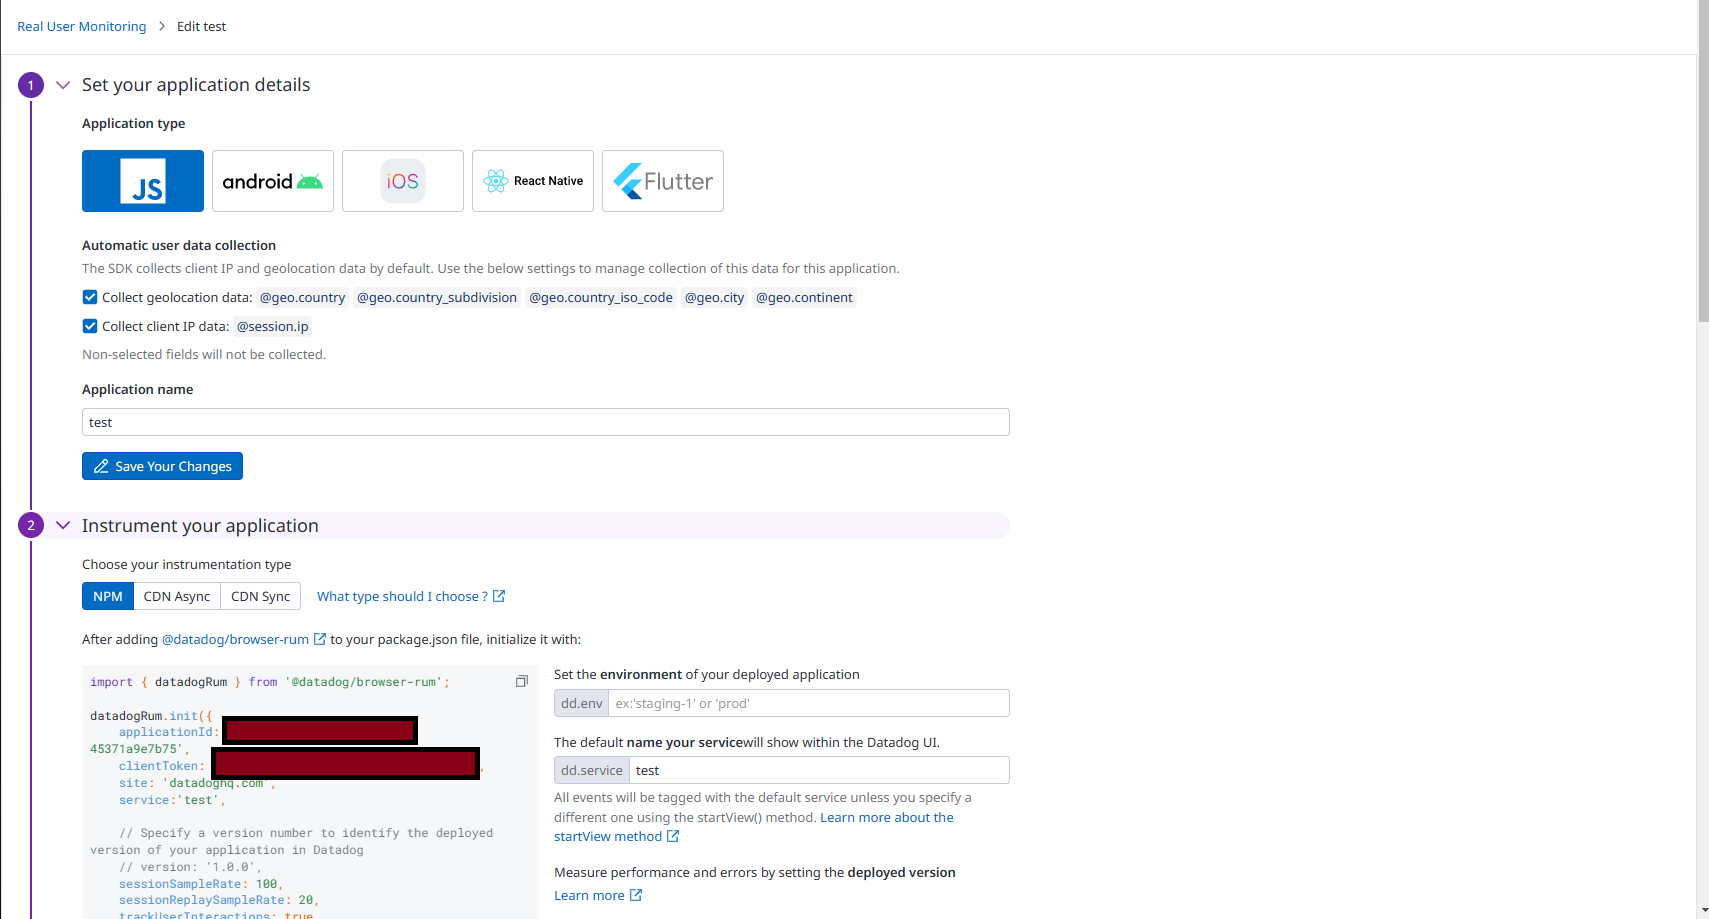 Real User Monitoring > Edit test
1 Set your application details
Application type
JS
android
iOS
React Native
Flutter
Automatic user data collection
The SDK collects client IP and geolocation data by default. Use the below settings to manage collection of this data for this application.
Collect geolocation data: @geo.country @geo.country_subdivision @geo.country_iso_code @geo.city @geo.continent
Collect client IP data: @session.ip
Non-selected fields will not be collected.
Application name
test
Save Your Changes
2 Instrument your application
Choose your instrumentation type
NPM CDN Async CDN Sync What type should I choose ?
After adding @datadog/browser-rum to your package.json file, initialize it with:
import { datadogRum } from '@datadog/browser-rum';
datadogRum.init({
applicationId:
45371a9e7b75',
clientToken: ,
site: 'datadoghq.com',
service:'test',
// Specify a version number to identify the deployed
version of your application in Datadog
// version: '1.0.0',
sessionSampleRate: 100,
sessionReplaySampleRate: 20,
trackUserInteractions: true
Set the environment of your deployed application
dd.env ex:'staging-1' or 'prod'
The default name your servicewill show within the Datadog UI.
dd.service test
All events will be tagged with the default service unless you specify a
different one using the startView() method. Learn more about the
startView method
Measure performance and errors by setting the deployed version
Learn more